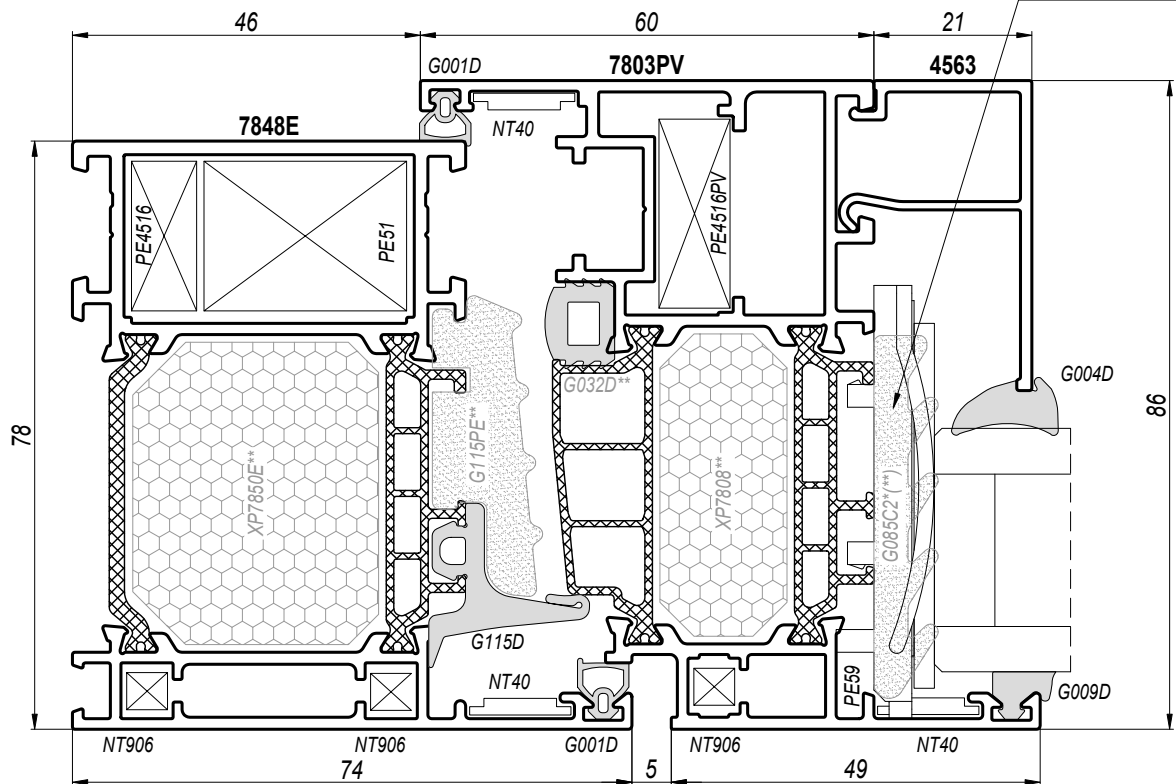 46
60
21
G001D
7803PV
4563
7848E
NT40
PE4516
PE51
PE4516PV
78
86
G004D
G032D**
G115PE**
XP7850E**
XP7808**
G085C2*(**)
G115D
NT40
PE59
G009D
NT906
NT906
G001D
NT906
NT40
74
5
49